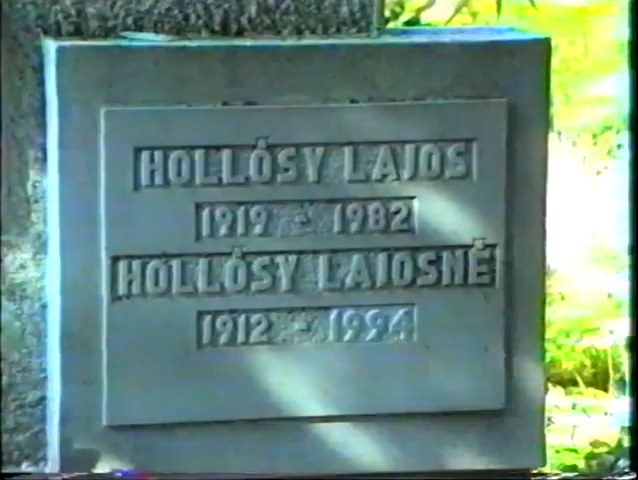 HOLLÓSY LAJOS
1919 - 1982
HOLLÓSY LAJOSNÉ
1912 - 1994